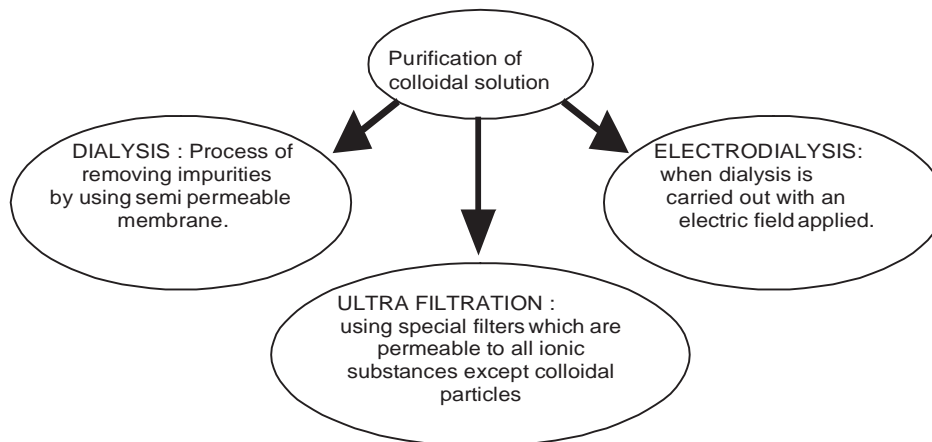 Purification of
colloidal solution
DIALYSIS : Process of
removing impurities
by using semi permeable
membrane.
ELECTRODIALYSIS:
when dialysis is
carried out with an
electric field applied.
ULTRA FILTRATION :
using special filters which are
permeable to all ionic
substances except colloidal
particles